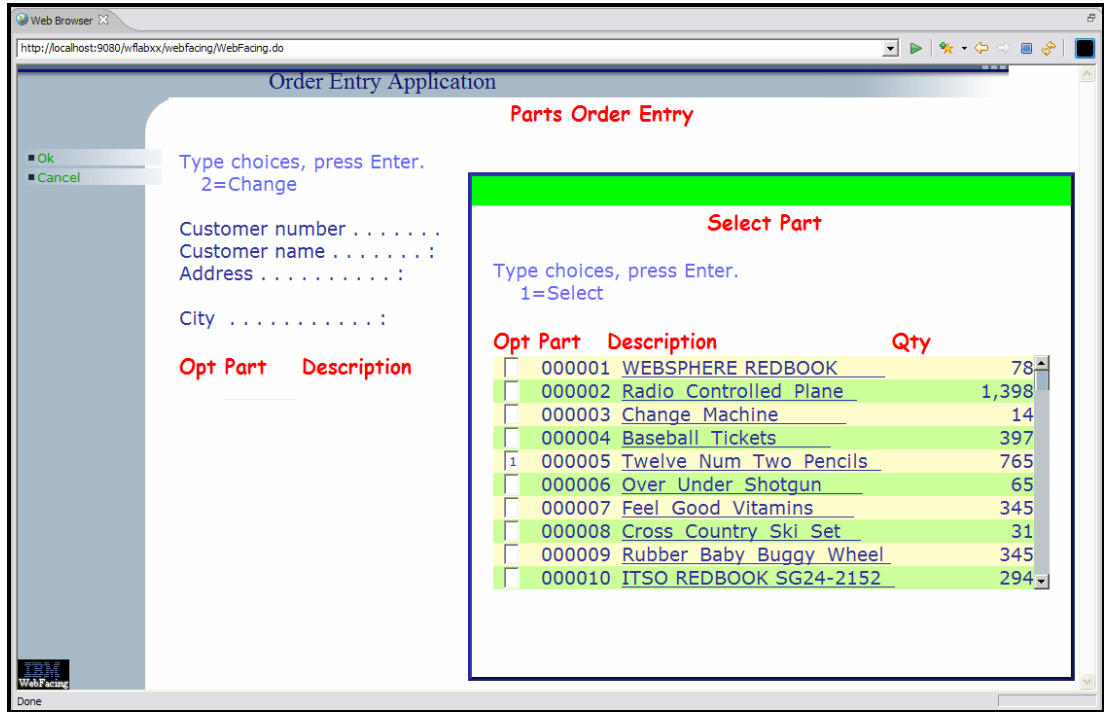 Web Browser
http://localhost:9080/wflabxx/webfacing/WebFacing.do
Order Entry Application
Parts Order Entry
Ok
Cancel
Type choices, press Enter.
2=Change
Customer number . . . . . . .
Customer name . . . . . . . :
Address . . . . . . . . . . . :
City . . . . . . . . . . . . :
Opt Part Description
Select Part
Type choices, press Enter.
1=Select
Opt Part Description Qty
000001 WEBSPHERE REDBOOK 78
000002 Radio Controlled Plane 1,398
000003 Change Machine 14
000004 Baseball Tickets 397
1 000005 Twelve Num Two Pencils 765
000006 Over Under Shotgun 65
000007 Feel Good Vitamins 345
000008 Cross Country Ski Set 31
000009 Rubber Baby Buggy Wheel 345
000010 ITSO REDBOOK SG24-2152 294
IBM
WebFacing
Done